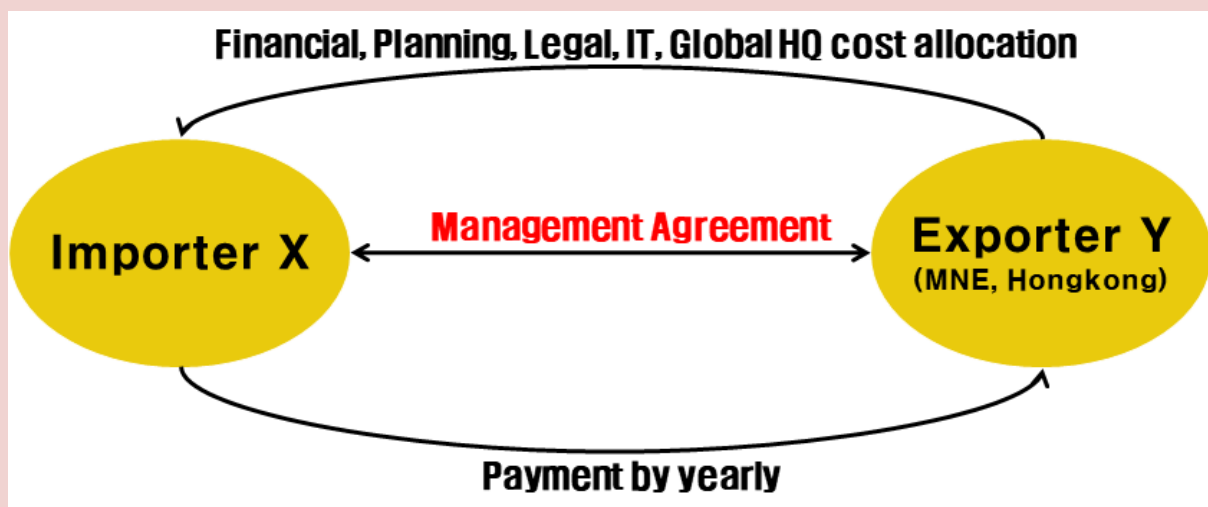 Financial, Planning, Legal, IT, Global HQ cost allocation
Management Agreement
Importer X
Exporter Y
(MNE, Hongkong)
Payment by yearly